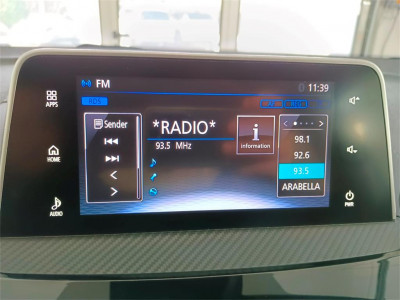 FM
11:39
RDS
APPS
Sender
*RADIO*
93.5 MHz
i
information
98.1
92.6
93.5
ARABELLA
HOME
AUDIO
PWR